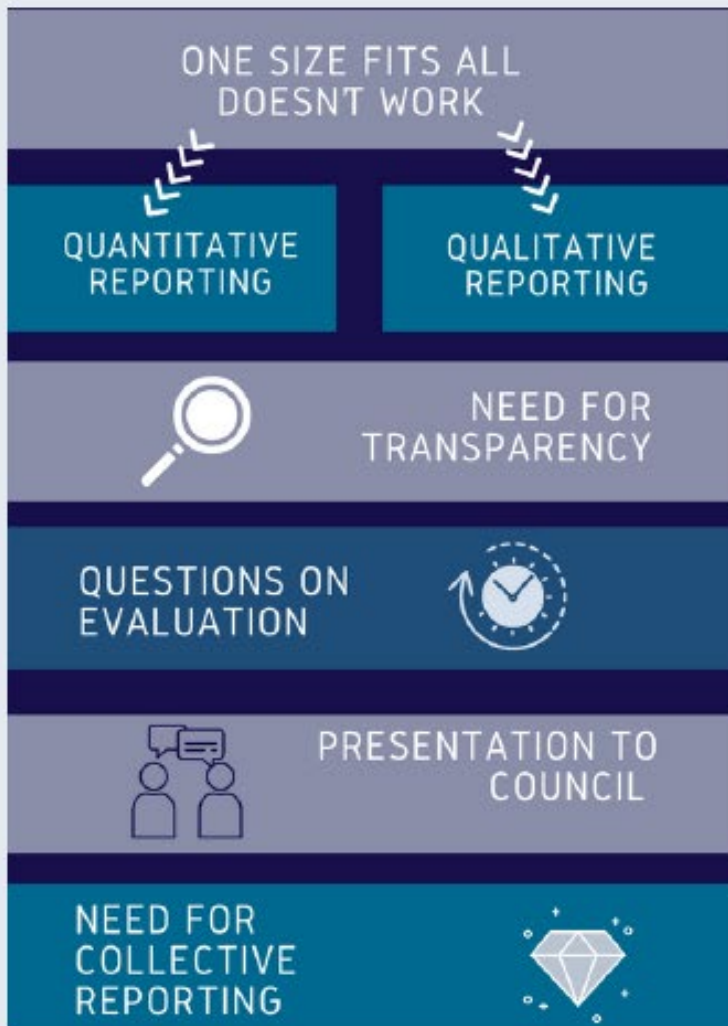 ONE SIZE FITS ALL
DOESNT WORK
QUANTITATIVE
REPORTING
QUALITATIVE
REPORTING
NEED FOR
TRANSPARENCY
QUESTIONS ON
EVALUATION
PRESENTATION TO
COUNCIL
NEED FOR
COLLECTIVE
REPORTING